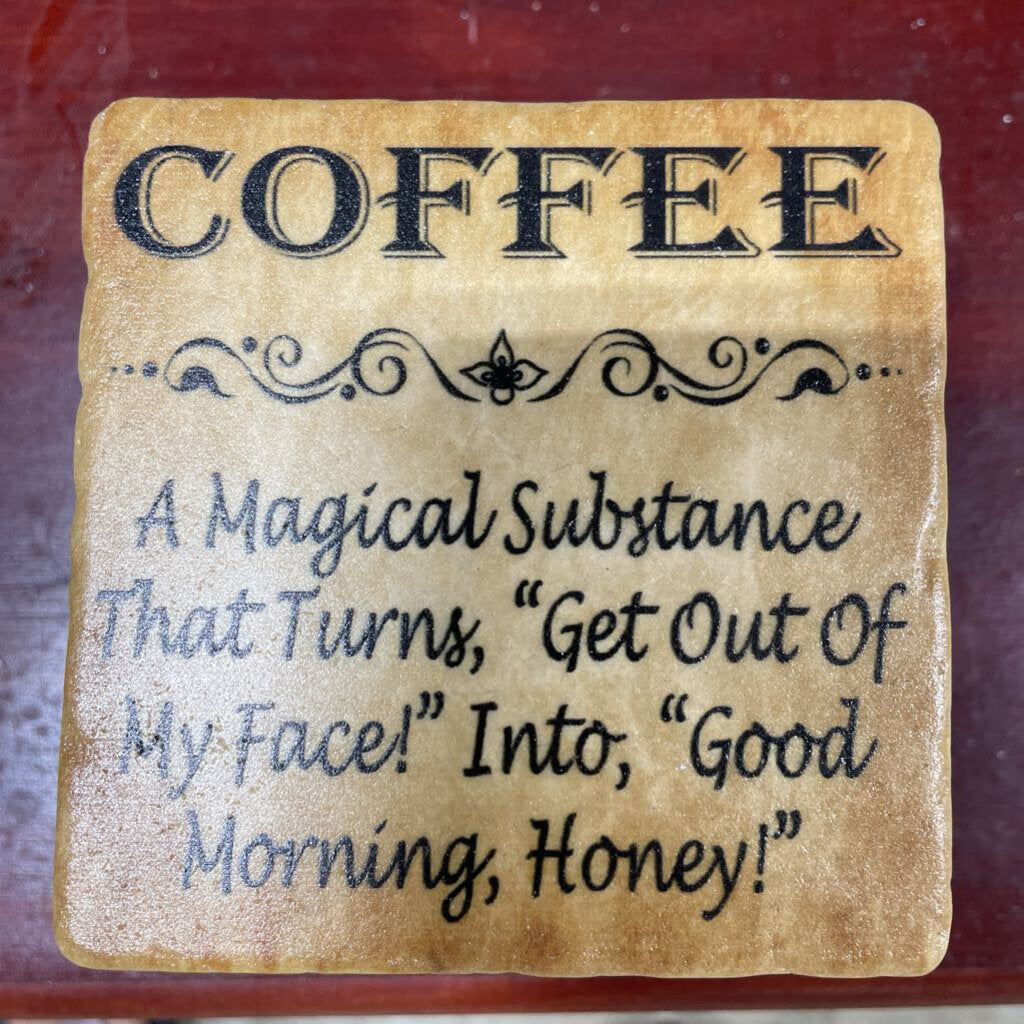 COFFEE
A Magical Substance
That Turns, “Get Out Of
My Face!” Into, “Good
Morning, Honey!”